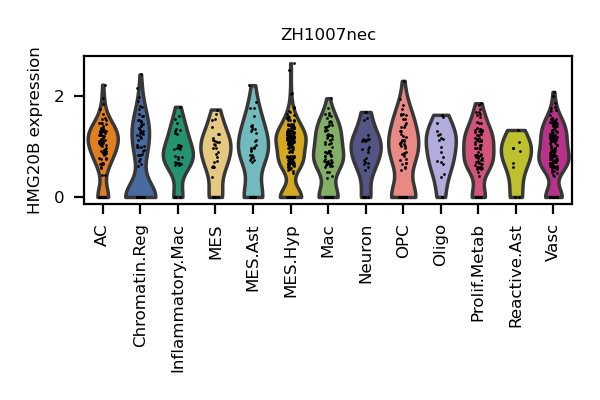 ZH1007nec
HMG20B expression
2
0
AC
Chromatin.Reg
Inflammatory.Mac
MES
MES.Ast
MES.Hyp
Mac
Neuron
OPC
Oligo
Prolif.Metab
Reactive.Ast
Vasc